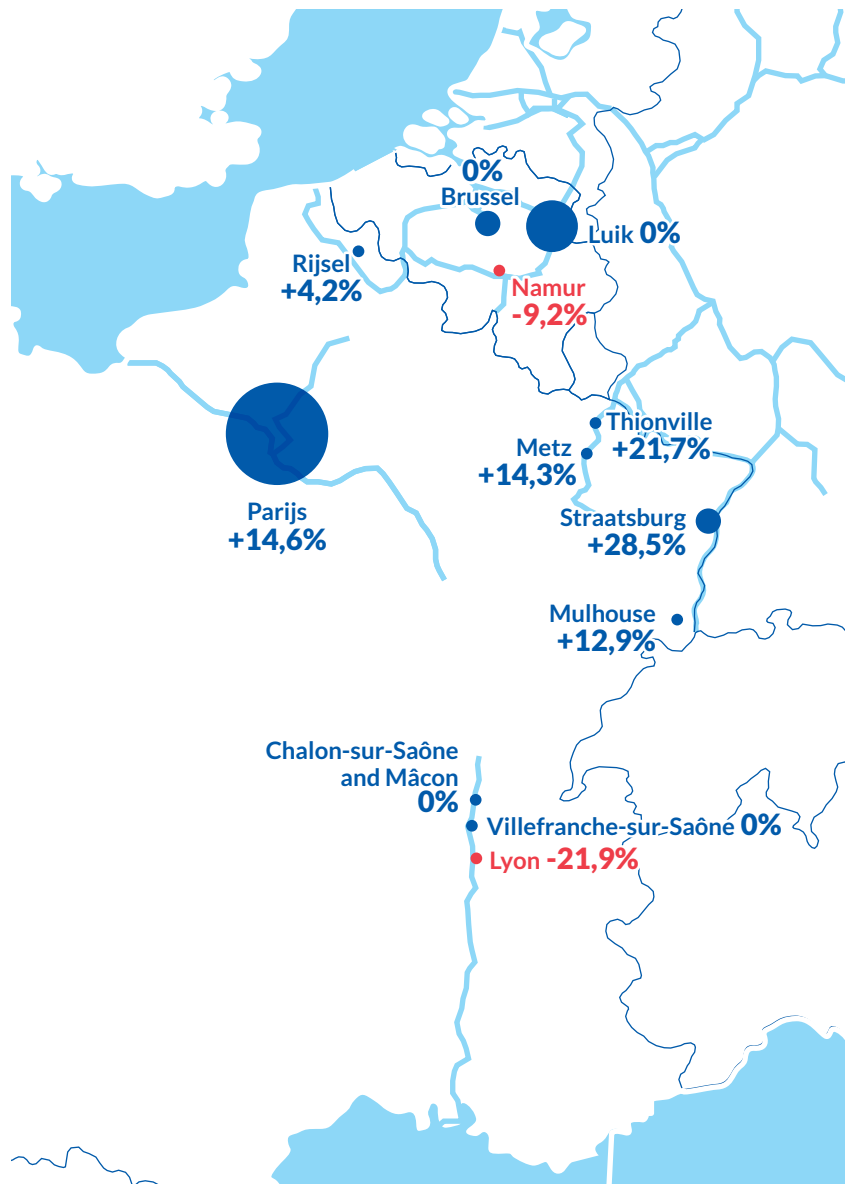 0%
Brussel
Luik 0%
Rijsel
+4,2%
Namur
-9,2%
Thionville
+21,7%
Metz
+14,3%
Parijs
+14,6%
Straatsburg
+28,5%
Mulhouse
+12,9%
Chalon-sur-Saône
and Mâcon
0%
Villefranche-sur-Saône 0%
Lyon -21,9%